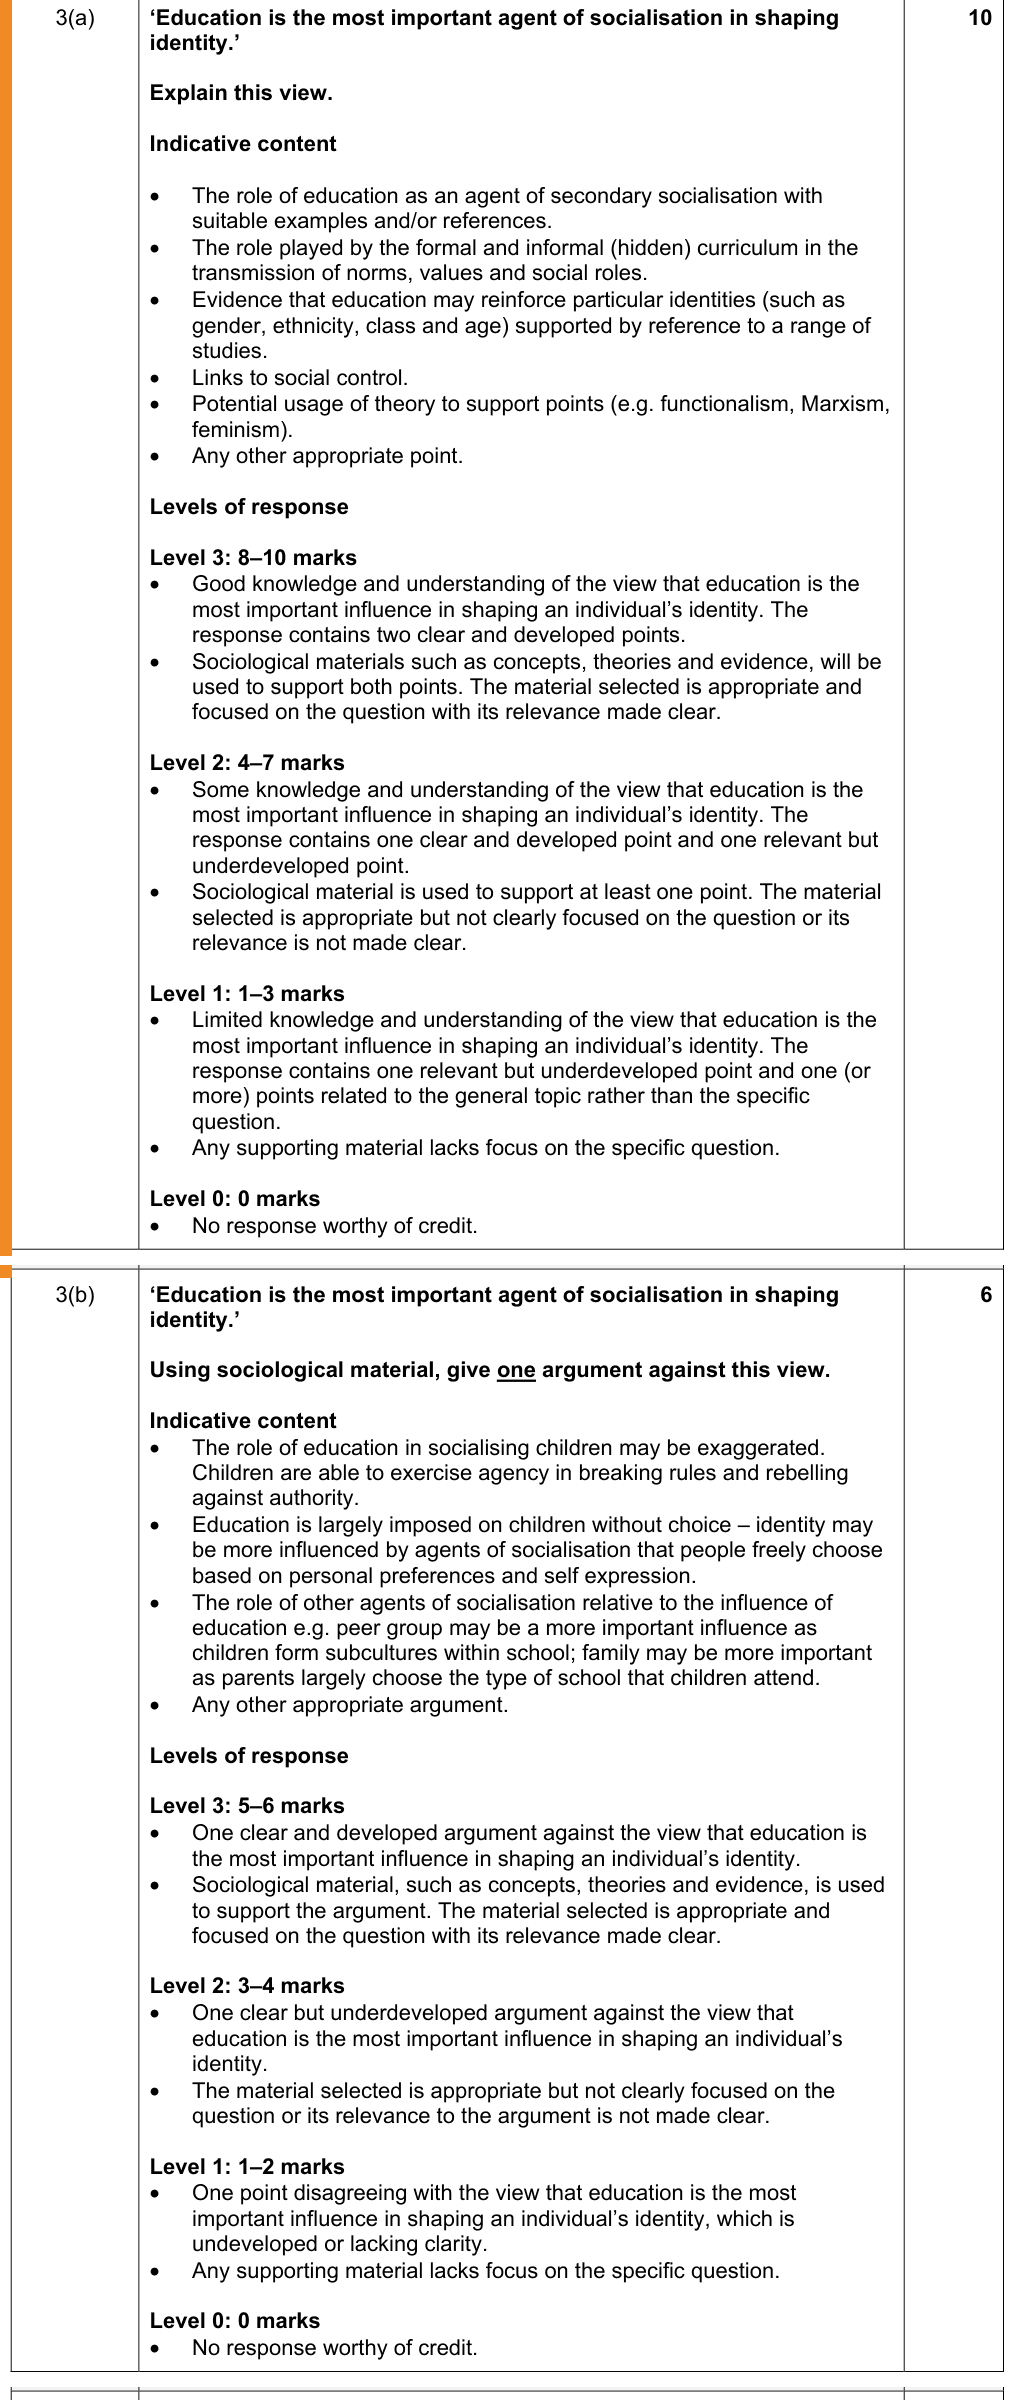 3(a)
‘Education is the most important agent of socialisation in shaping
identity.’
10
Explain this view.
Indicative content
• The role of education as an agent of secondary socialisation with
suitable examples and/or references.
• The role played by the formal and informal (hidden) curriculum in the
transmission of norms, values and social roles.
• Evidence that education may reinforce particular identities (such as
gender, ethnicity, class and age) supported by reference to a range of
studies.
• Links to social control.
• Potential usage of theory to support points (e.g. functionalism, Marxism,
feminism).
• Any other appropriate point.
Levels of response
Level 3: 8–10 marks
• Good knowledge and understanding of the view that education is the
most important influence in shaping an individual’s identity. The
response contains two clear and developed points.
• Sociological materials such as concepts, theories and evidence, will be
used to support both points. The material selected is appropriate and
focused on the question with its relevance made clear.
Level 2: 4–7 marks
• Some knowledge and understanding of the view that education is the
most important influence in shaping an individual’s identity. The
response contains one clear and developed point and one relevant but
underdeveloped point.
• Sociological material is used to support at least one point. The material
selected is appropriate but not clearly focused on the question or its
relevance is not made clear.
Level 1: 1–3 marks
• Limited knowledge and understanding of the view that education is the
most important influence in shaping an individual’s identity. The
response contains one relevant but underdeveloped point and one (or
more) points related to the general topic rather than the specific
question.
• Any supporting material lacks focus on the specific question.
Level 0: 0 marks
• No response worthy of credit.
3(b)
‘Education is the most important agent of socialisation in shaping
identity.’
6
Using sociological material, give one argument against this view.
Indicative content
• The role of education in socialising children may be exaggerated.
Children are able to exercise agency in breaking rules and rebelling
against authority.
• Education is largely imposed on children without choice – identity may
be more influenced by agents of socialisation that people freely choose
based on personal preferences and self expression.
• The role of other agents of socialisation relative to the influence of
education e.g. peer group may be a more important influence as
children form subcultures within school; family may be more important
as parents largely choose the type of school that children attend.
• Any other appropriate argument.
Levels of response
Level 3: 5–6 marks
• One clear and developed argument against the view that education is
the most important influence in shaping an individual’s identity.
• Sociological material, such as concepts, theories and evidence, is used
to support the argument. The material selected is appropriate and
focused on the question with its relevance made clear.
Level 2: 3–4 marks
• One clear but underdeveloped argument against the view that
education is the most important influence in shaping an individual’s
identity.
• The material selected is appropriate but not clearly focused on the
question or its relevance to the argument is not made clear.
Level 1: 1–2 marks
• One point disagreeing with the view that education is the most
important influence in shaping an individual’s identity, which is
undeveloped or lacking clarity.
• Any supporting material lacks focus on the specific question.
Level 0: 0 marks
• No response worthy of credit.